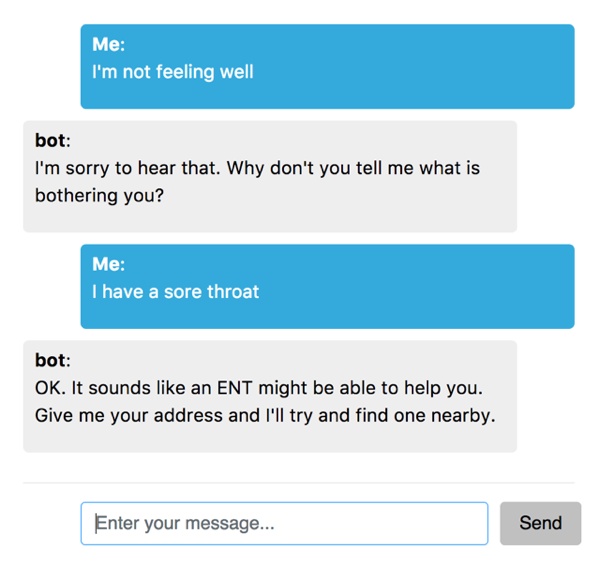 Me:
I'm not feeling well
bot:
I'm sorry to hear that. Why don't you tell me what is
bothering you?
Me:
I have a sore throat
bot:
OK. It sounds like an ENT might be able to help you.
Give me your address and I'll try and find one nearby.
Enter your message... Send